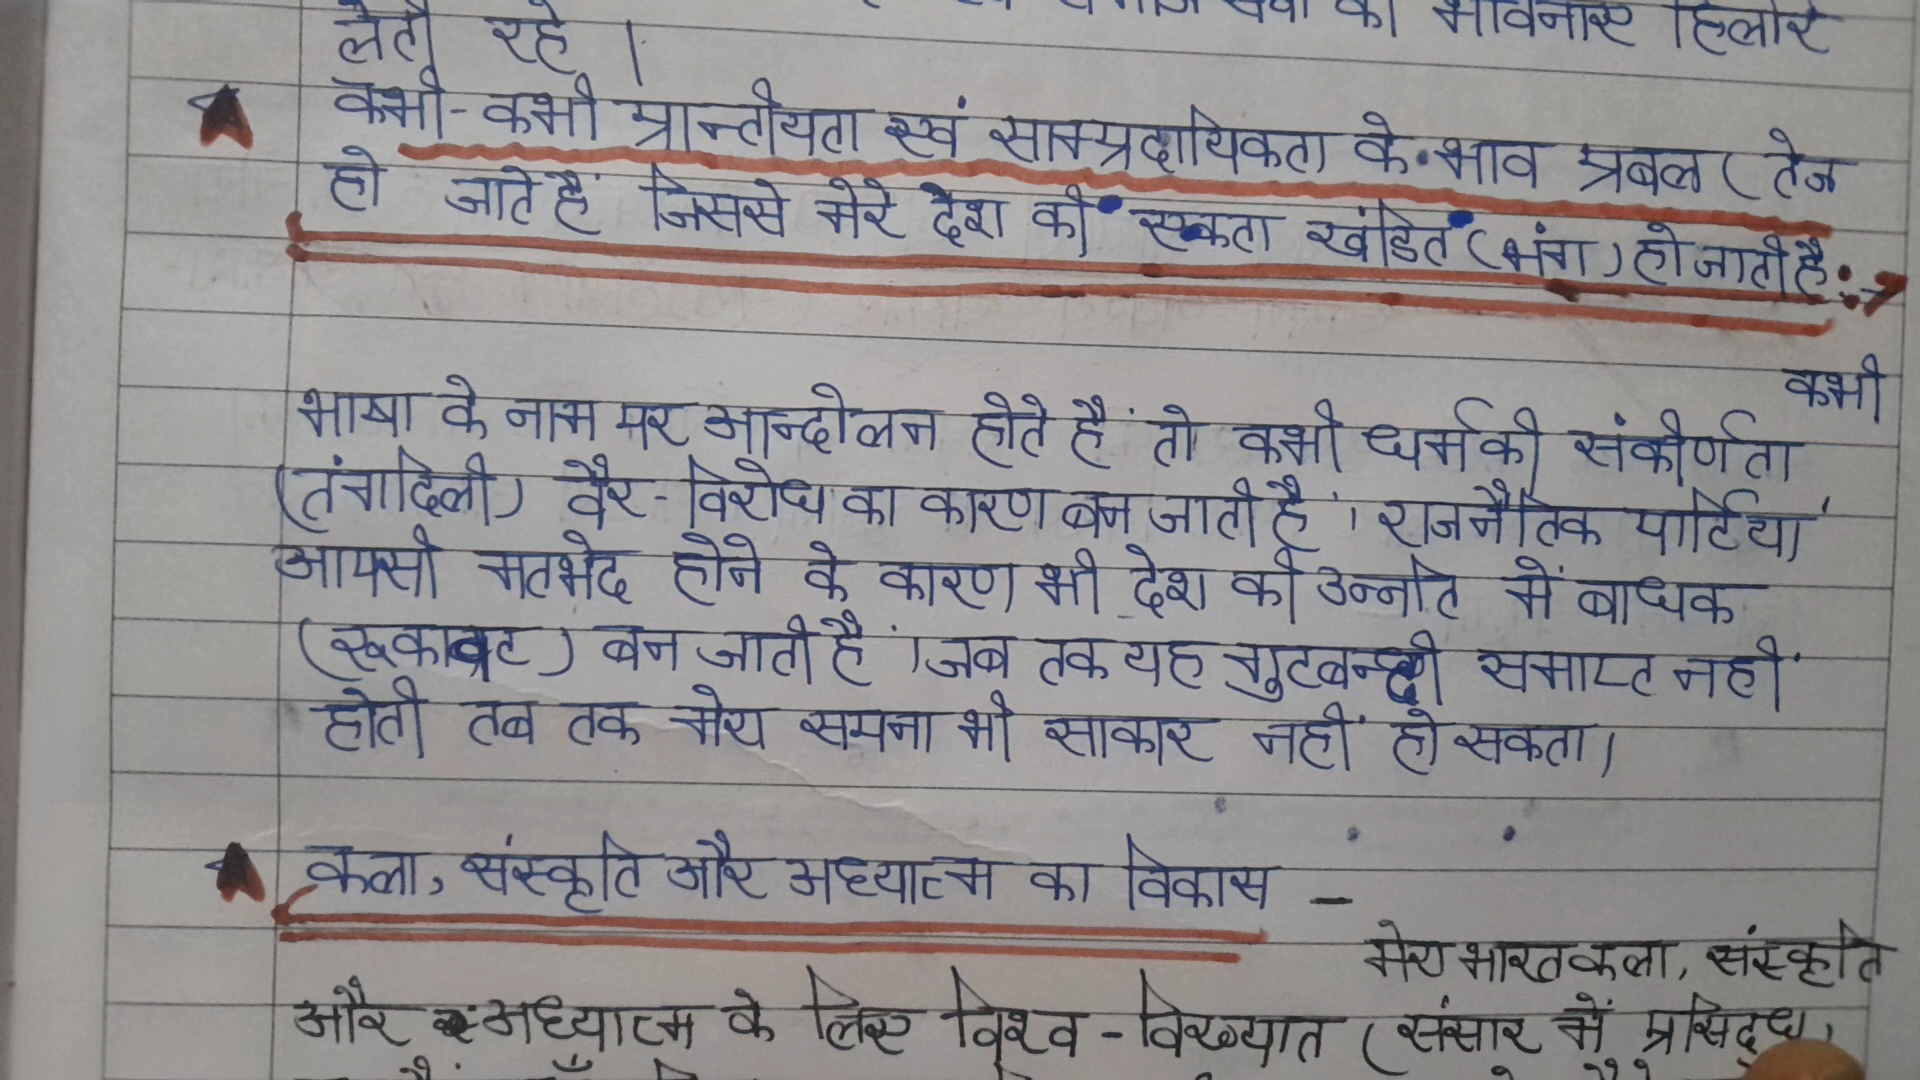 की भावनाएं हिलोरें
लेती रहे ।
कभी-कभी प्रान्तीयता एवं साम्प्रदायिकता के भाव प्रबल (तेज
हो जाते हैं जिससे मेरे देश की एकता खंडित (भंग) हो जाती है:→
कभी
भाषा के नाम पर आन्दोलन होते हैं तो कभी धर्म की संकीर्णता
(तंगदिली) वैर-विरोध का कारण बन जाती है । राजनैतिक पार्टियां
आपसी मतभेद होने के कारण भी देश की उन्नति में बाधक
(रूकावट) बन जाती हैं । जब तक यह गुटबन्दी समाप्त नहीं
होती तब तक मेरा सपना भी साकार नहीं हो सकता।
कला, संस्कृति और अध्यात्म का विकास –
मेरा भारत कला, संस्कृति
और अध्यात्म के लिए विश्व-विख्यात (संसार में प्रसिद्ध)